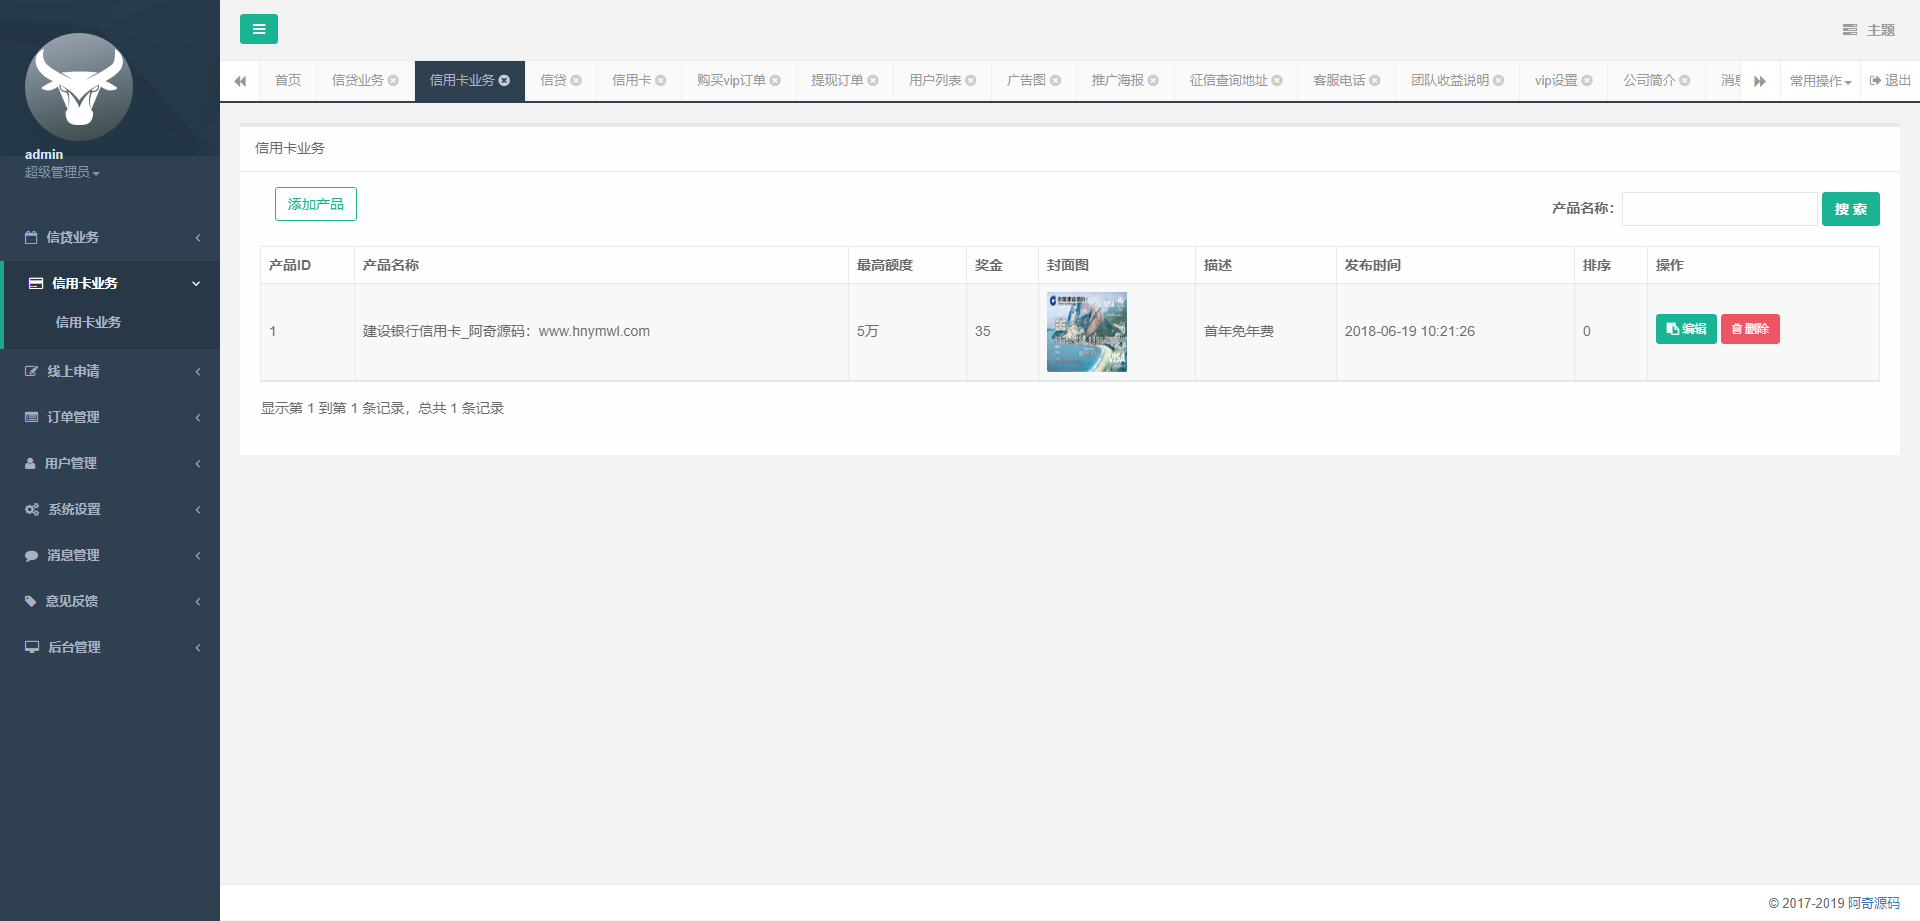 主题
首页 信贷业务 信用卡业务 信贷 信用卡 购买vip订单 提现订单 用户列表 广告图 推广海报 征信查询地址 客服电话 团队收益说明 vip设置 公司简介 消息 常用操作 退出
admin
超级管理员
信贷业务
信用卡业务
信用卡业务
线上申请
订单管理
用户管理
系统设置
消息管理
意见反馈
后台管理
信用卡业务
添加产品 产品名称： 搜 索
产品ID 产品名称 最高额度 奖金 封面图 描述 发布时间 排序 操作
1 建设银行信用卡_阿奇源码：www.hnymwl.com 5万 35 首年免年费 2018-06-19 10:21:26 0 编辑 删除
VISA
显示第 1 到第 1 条记录，总共 1 条记录
© 2017-2019 阿奇源码